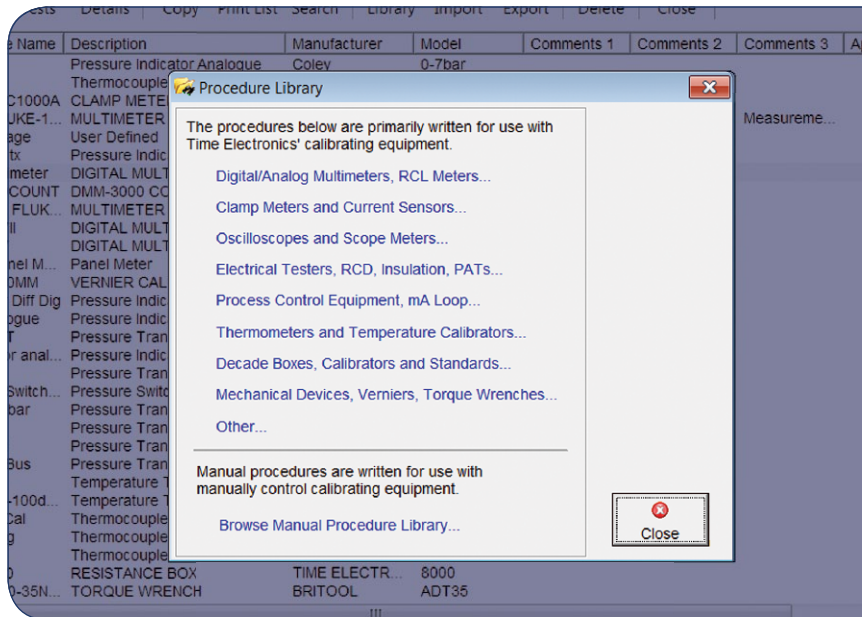 Details Copy Print List Search Library Import Export Delete Close
e Name Description Manufacturer Model Comments 1 Comments 2 Comments 3
Pressure Indicator Analogue Coley 0-7bar
Thermocouple
C1000A CLAMP METE
UKE-1... MULTIMETER Measureme...
age User Defined
tx Pressure Indic
meter DIGITAL MULT
COUNT DMM-3000 CO
FLUK... MULTIMETER
DIGITAL MULT
DIGITAL MULT
nel M... Panel Meter
0MM VERNIER CAL
Diff Dig Pressure Indic
ogue Pressure Indic
T Pressure Tran
r anal... Pressure Indic
Pressure Tran
Switch... Pressure Switc
bar Pressure Tran
Pressure Tran
Pressure Tran
Bus Pressure Tran
Temperature T
-100d... Temperature T
Cal Thermocouple
g Thermocouple
Thermocouple
RESISTANCE BOX TIME ELECTR... 8000
0-35N... TORQUE WRENCH BRITOOL ADT35
Procedure Library
The procedures below are primarily written for use with
Time Electronics' calibrating equipment.
Digital/Analog Multimeters, RCL Meters...
Clamp Meters and Current Sensors...
Oscilloscopes and Scope Meters...
Electrical Testers, RCD, Insulation, PATs...
Process Control Equipment, mA Loop...
Thermometers and Temperature Calibrators...
Decade Boxes, Calibrators and Standards...
Mechanical Devices, Verniers, Torque Wrenches...
Other...
Manual procedures are written for use with
manually control calibrating equipment.
Browse Manual Procedure Library...
Close